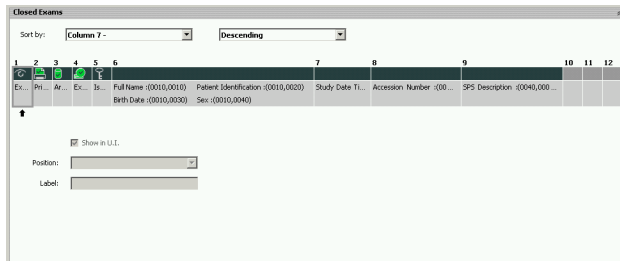 Closed Exams
Sort by: Column 7 - Descending
1 2 3 4 5 6 7 8 9 10 11 12
Ex... Pri... Ar... Ex... Is... Full Name :(0010,0010) Patient Identification :(0010,0020) Study Date Ti... Accession Number :(00... SPS Description :(0040,000...
Birth Date :(0010,0030) Sex :(0010,0040)
Show in U.I.
Position:
Label: